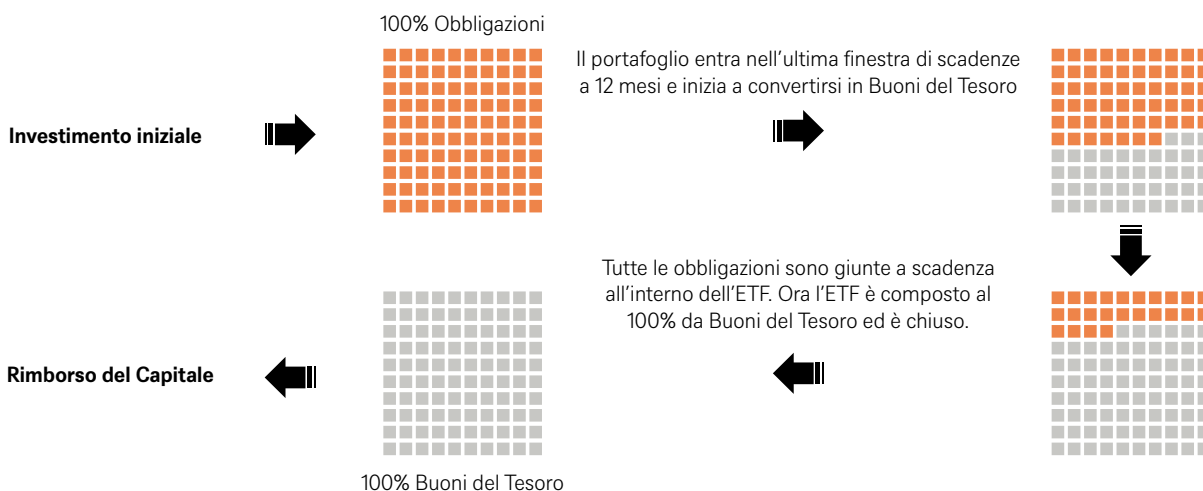 100% Obbligazioni
Investimento iniziale
Il portafoglio entra nell'ultima finestra di scadenze
a 12 mesi e inizia a convertirsi in Buoni del Tesoro
Tutte le obbligazioni sono giunte a scadenza
all'interno dell'ETF. Ora l'ETF è composto al
100% da Buoni del Tesoro ed è chiuso.
Rimborso del Capitale
100% Buoni del Tesoro